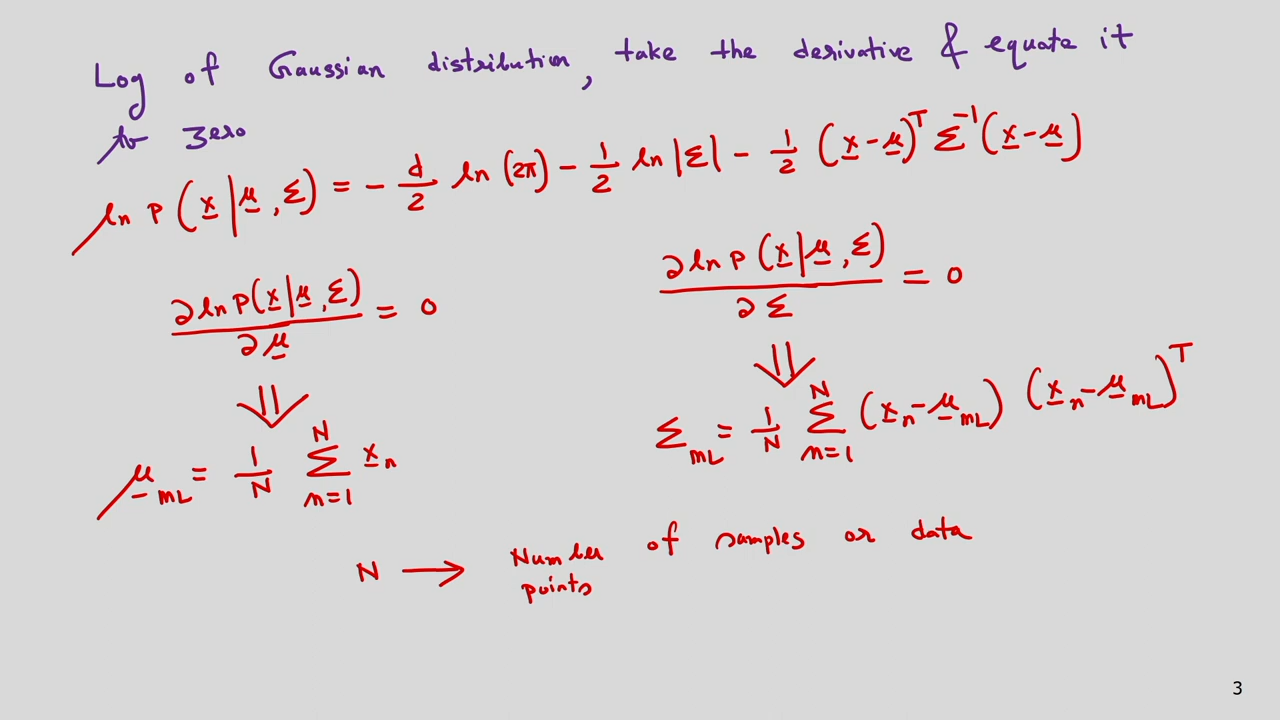 Log of Gaussian distribution, take the derivative & equate it
to zero
ln p(x|μ, Σ) = - d/2 ln(2π) - 1/2 ln|Σ| - 1/2 (x-μ)^T Σ^-1 (x-μ)
∂ ln p(x|μ, Σ) / ∂μ = 0
∂ ln p(x|μ, Σ) / ∂Σ = 0
⇓
⇓
μ_ML = 1/N Σ_{n=1}^{N} x_n
Σ_ML = 1/N Σ_{n=1}^{N} (x_n - μ_ML) (x_n - μ_ML)^T
N → Number of samples or data
points
3